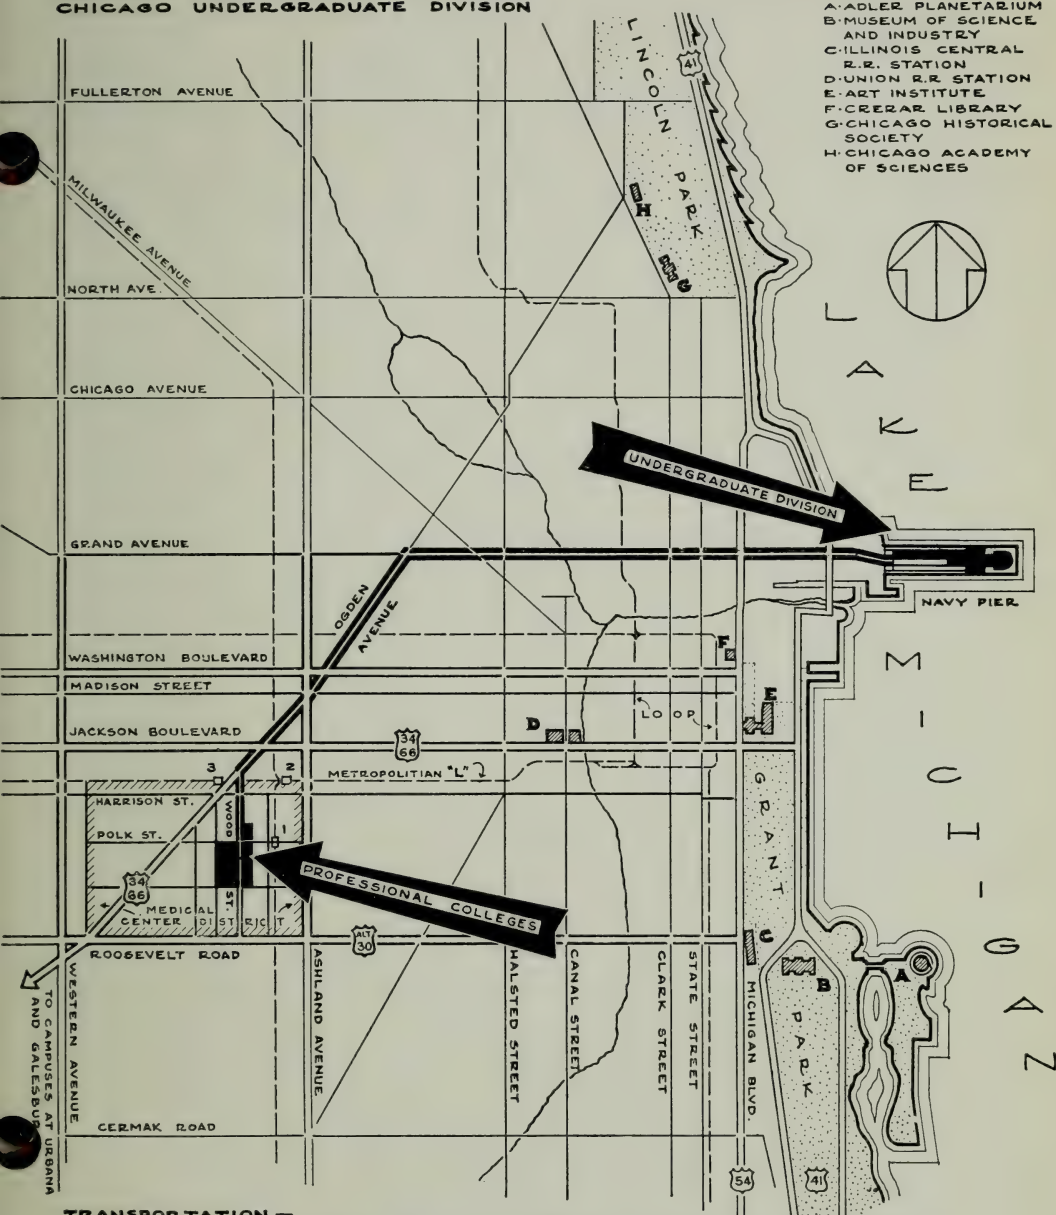 CHICAGO UNDERGRADUATE DIVISION
A·ADLER PLANETARIUM
B·MUSEUM OF SCIENCE
AND INDUSTRY
C·ILLINOIS CENTRAL
R.R. STATION
D·UNION R.R. STATION
E·ART INSTITUTE
F·CRERAR LIBRARY
G·CHICAGO HISTORICAL
SOCIETY
H·CHICAGO ACADEMY
OF SCIENCES
LINCOLN PARK
41
FULLERTON AVENUE
MILWAUKEE AVENUE
H
G
NORTH AVE.
LAKE MICHIGAN
CHICAGO AVENUE
UNDERGRADUATE DIVISION
GRAND AVENUE
OGDEN
AVENUE
NAVY PIER
WASHINGTON BOULEVARD
F
MADISON STREET
E
LOOP
JACKSON BOULEVARD
D
34
66
3
2
METROPOLITIAN "L"
GRANT PARK
HARRISON ST.
WOOD ST.
POLK ST.
1
PROFESSIONAL COLLEGES
34
66
MEDICAL
CENTER DISTRICT
ALT
30
ROOSEVELT ROAD
C
B
A
TO CAMPUSES AT URBANA
AND GALESBURG
WESTERN AVENUE
ASHLAND AVENUE
HALSTED STREET
CANAL STREET
CLARK STREET
STATE STREET
MICHIGAN BLVD.
CERMAK ROAD
54
41
TRANSPORTATION —